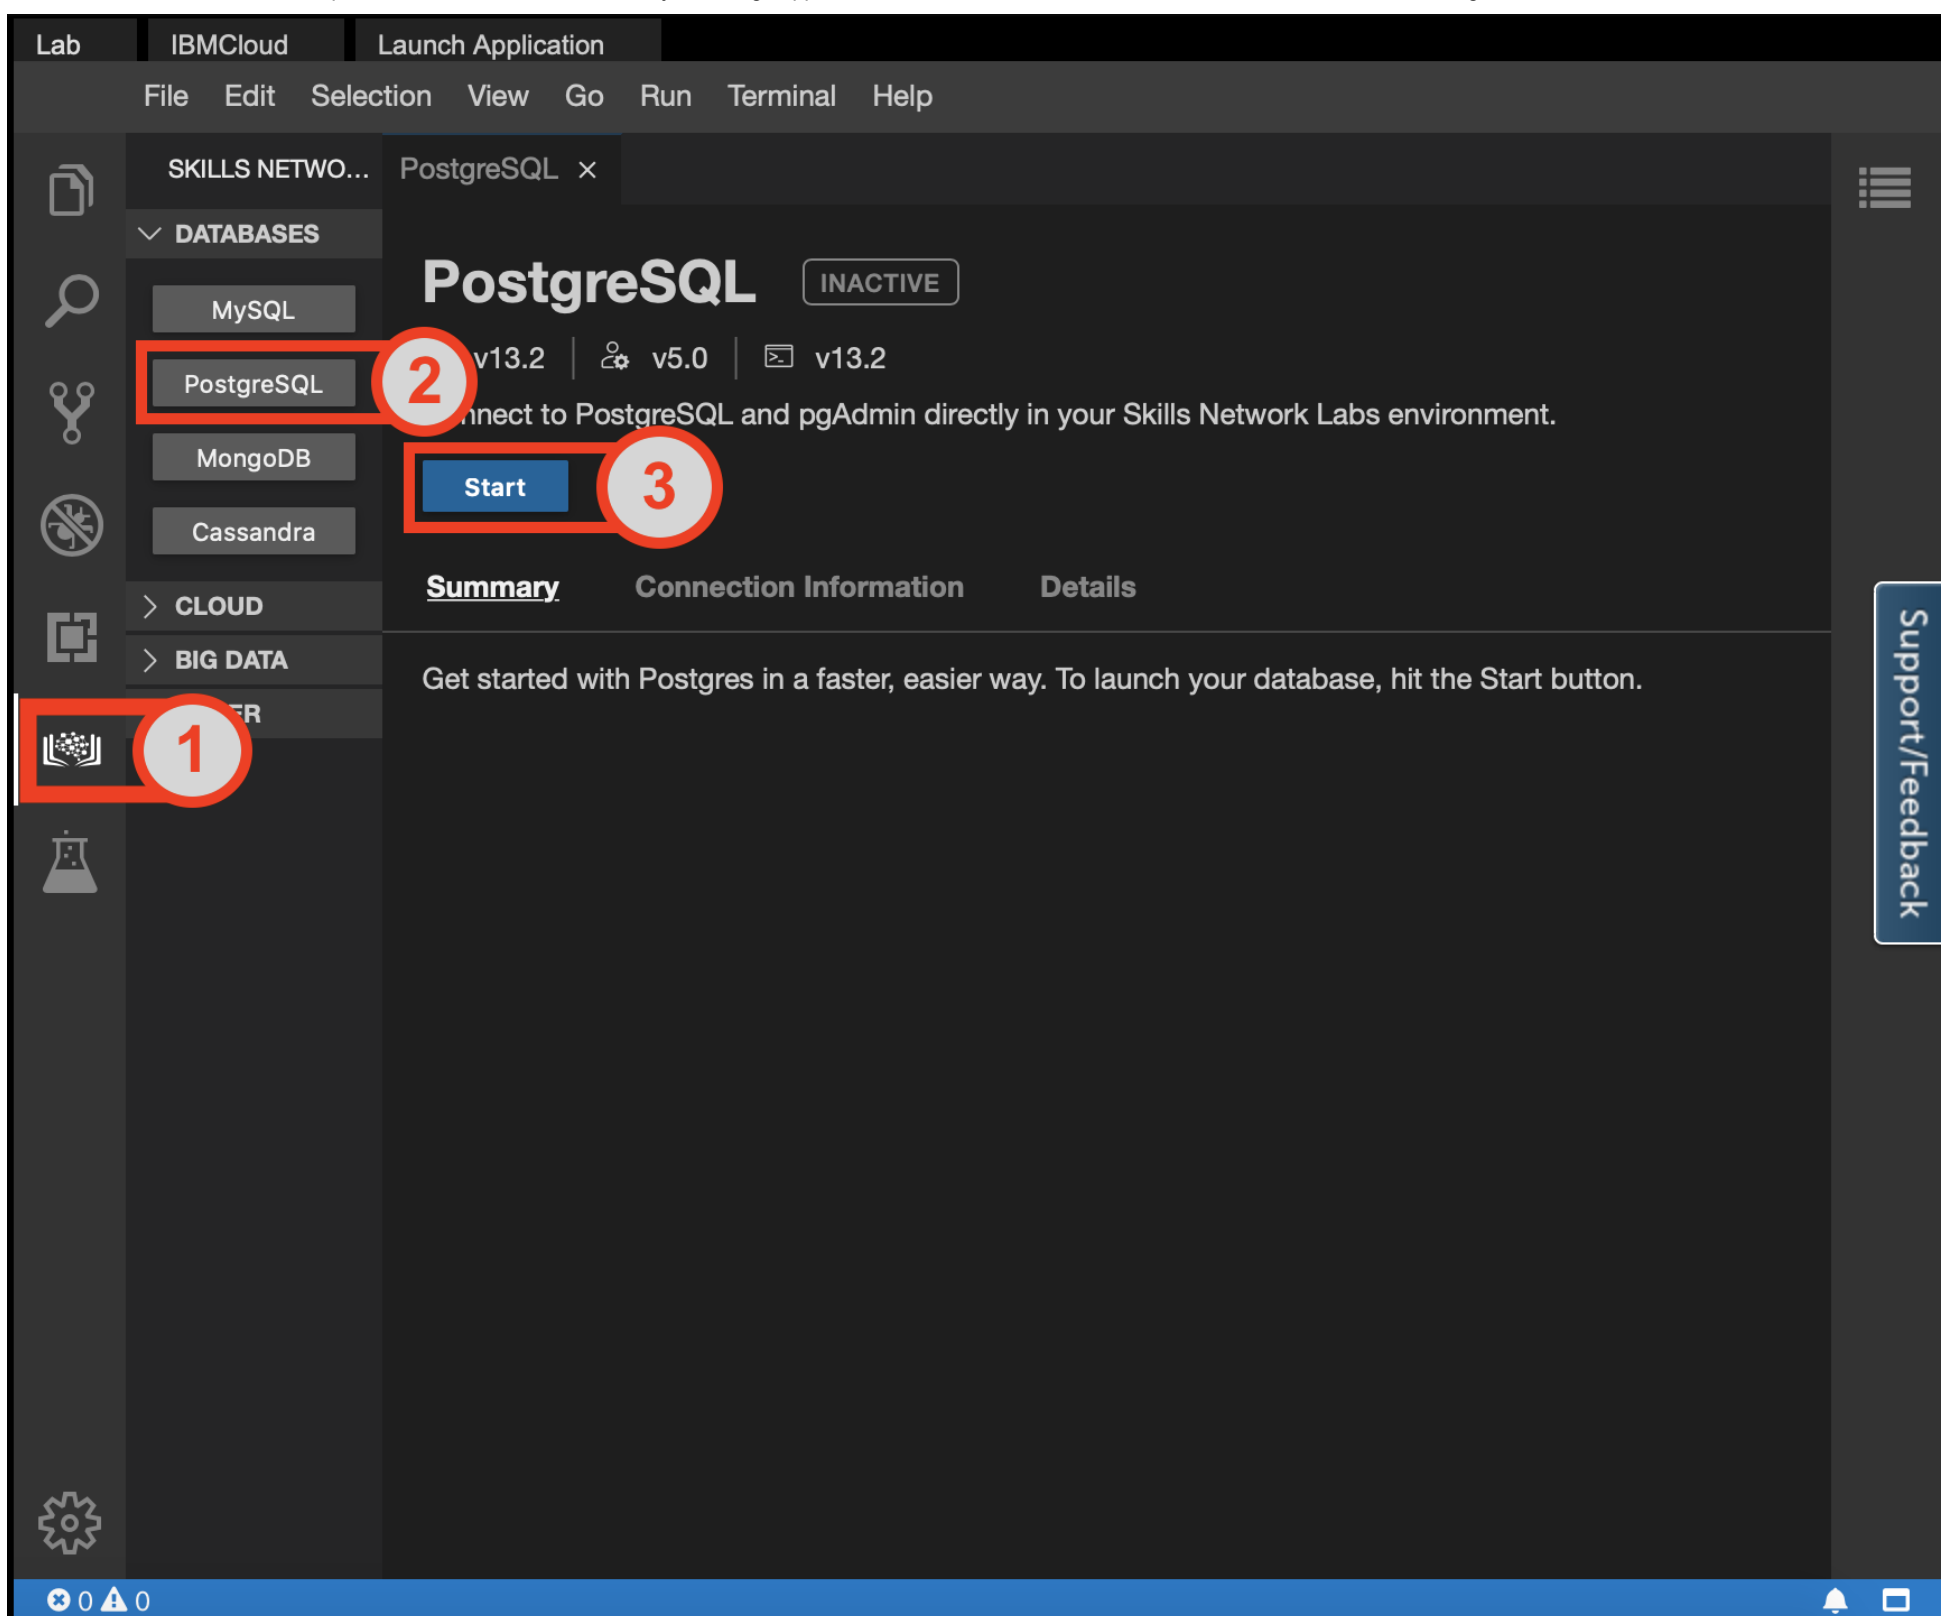 Lab IBMCloud Launch Application
File Edit Selection View Go Run Terminal Help
SKILLS NETWO... PostgreSQL ×
DATABASES
MySQL
PostgreSQL
MongoDB
Cassandra
CLOUD
BIG DATA
PostgreSQL INACTIVE
v13.2 v5.0 v13.2
to PostgreSQL and pgAdmin directly in your Skills Network Labs environment.
Start
1
2
3
Summary Connection Information Details
Get started with Postgres in a faster, easier way. To launch your database, hit the Start button.
Support/Feedback
0 0